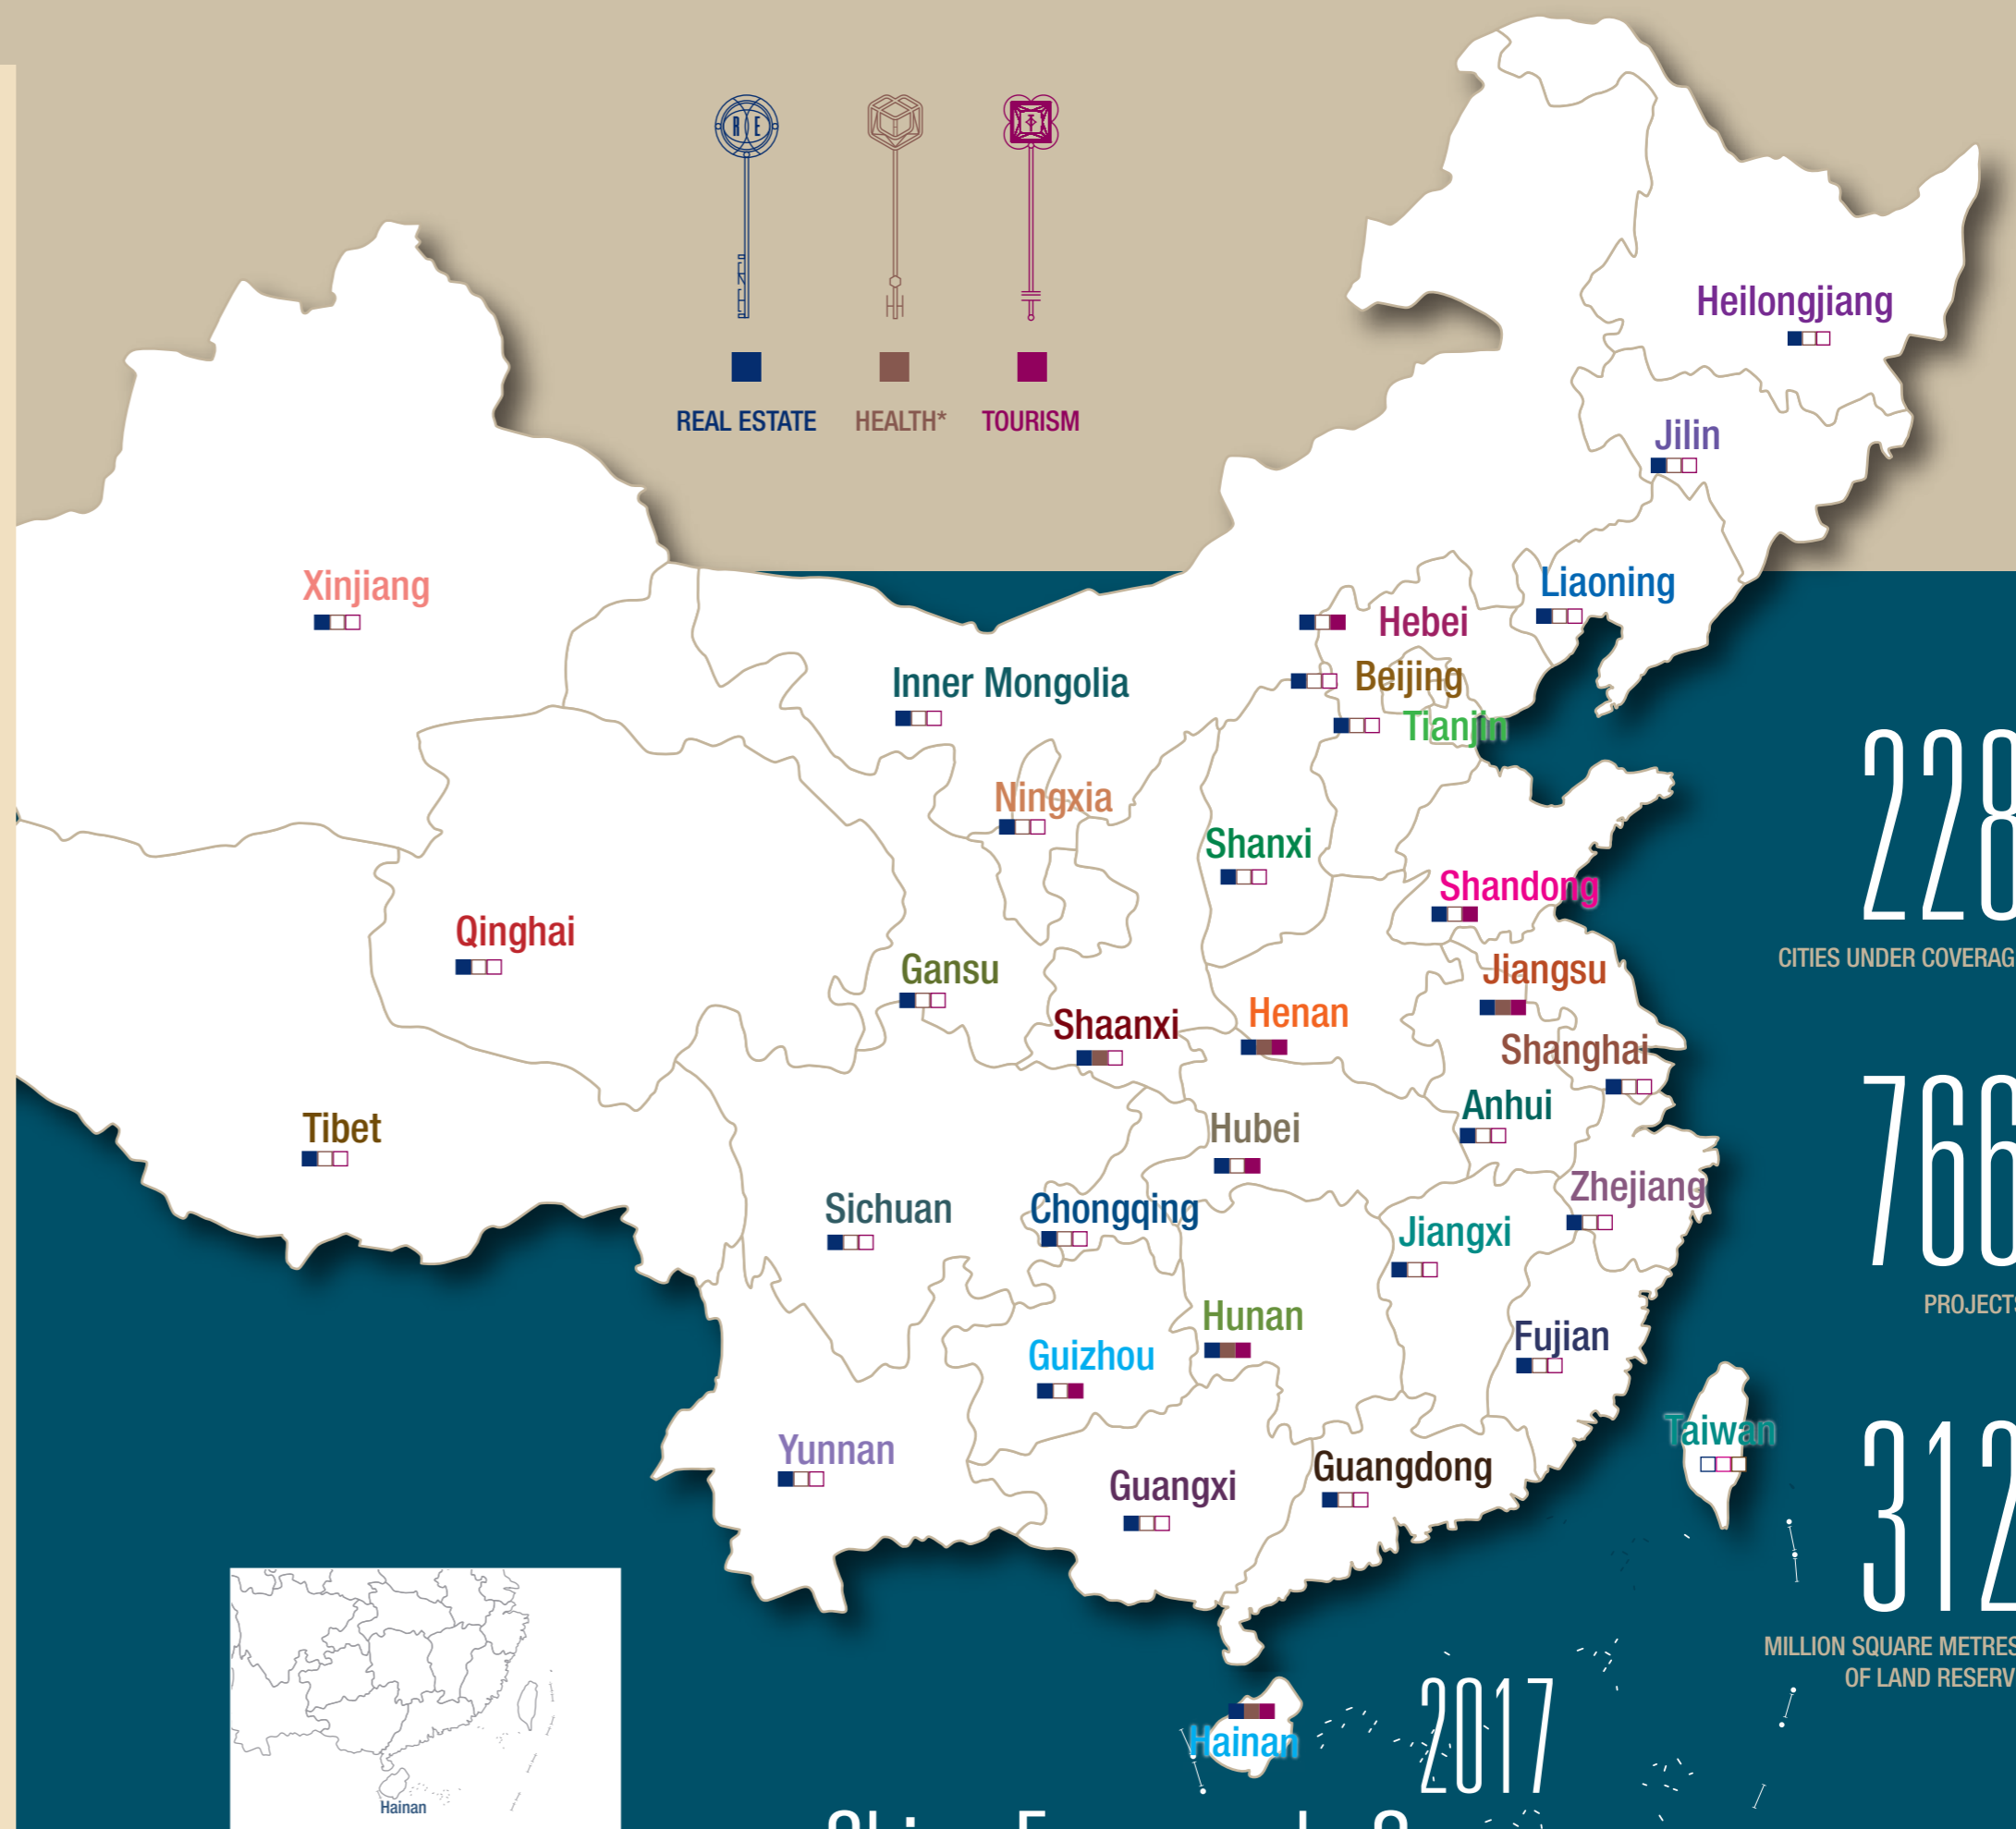 REAL ESTATE
HEALTH*
TOURISM
Heilongjiang
Jilin
Liaoning
Xinjiang
Hebei
Inner Mongolia
Beijing
Tianjin
Ningxia
Shanxi
Shandong
Qinghai
Gansu
Jiangsu
Shaanxi
Henan
Shanghai
Anhui
Tibet
Hubei
Zhejiang
Sichuan
Chongqing
Jiangxi
Hunan
Fujian
Guizhou
Taiwan
Yunnan
Guangxi
Guangdong
Hainan
Hainan
228
CITIES UNDER COVERAG
766
PROJECTS
312
MILLION SQUARE METRES
OF LAND RESERV
2017